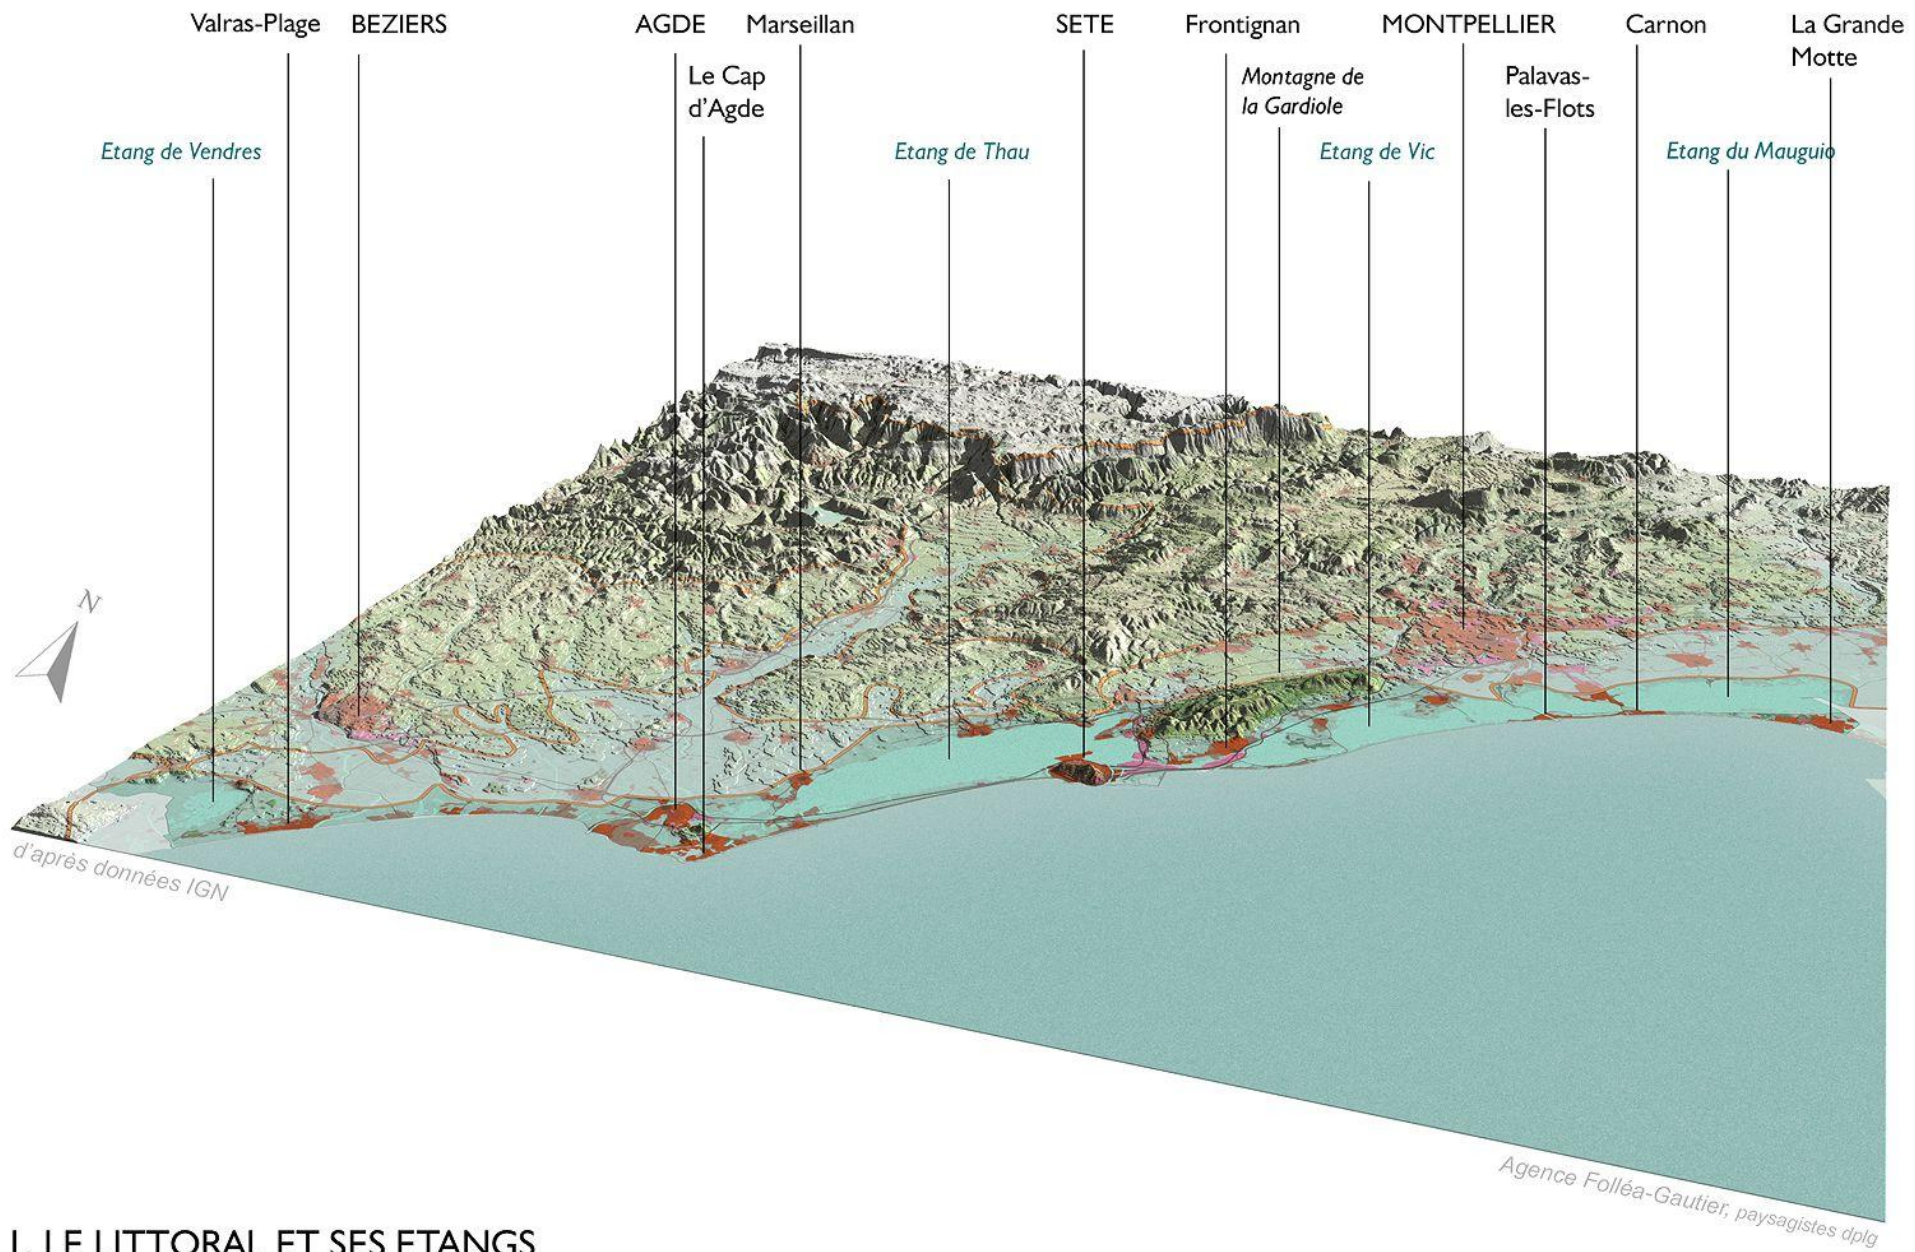 Valras-Plage
BEZIERS
AGDE
Marseillan
SETE
Frontignan
MONTPELLIER
Carnon
La Grande
Motte
Le Cap
d'Agde
Montagne de
la Gardiole
Palavas-
les-Flots
Etang de Vendres
Etang de Thau
Etang de Vic
Etang du Mauguio
N
d'après données IGN
Agence Folléa-Gautier, paysagistes dplg
I. LE LITTORAL ET SES ETANGS